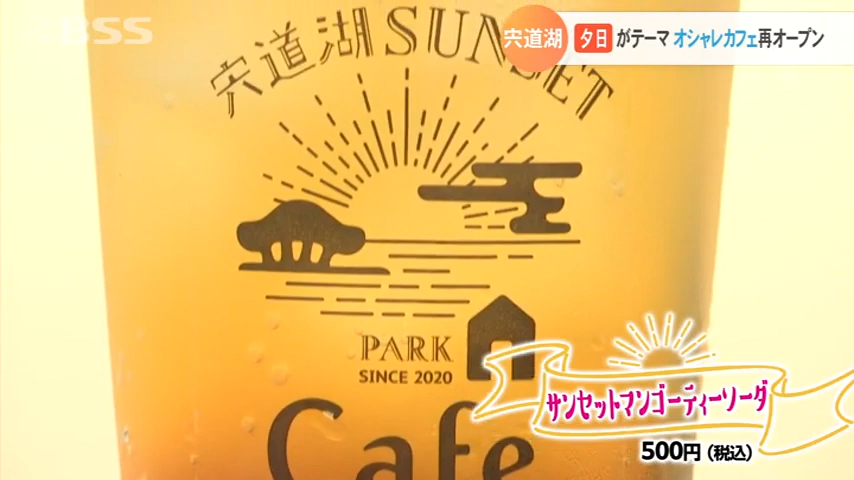 BSS
宍道湖 夕日がテーマ オシャレカフェ再オープン
宍道湖SUNSET
PARK
SINCE 2020
Cafe
サンセットマンゴーティーソーダ
500円(税込)